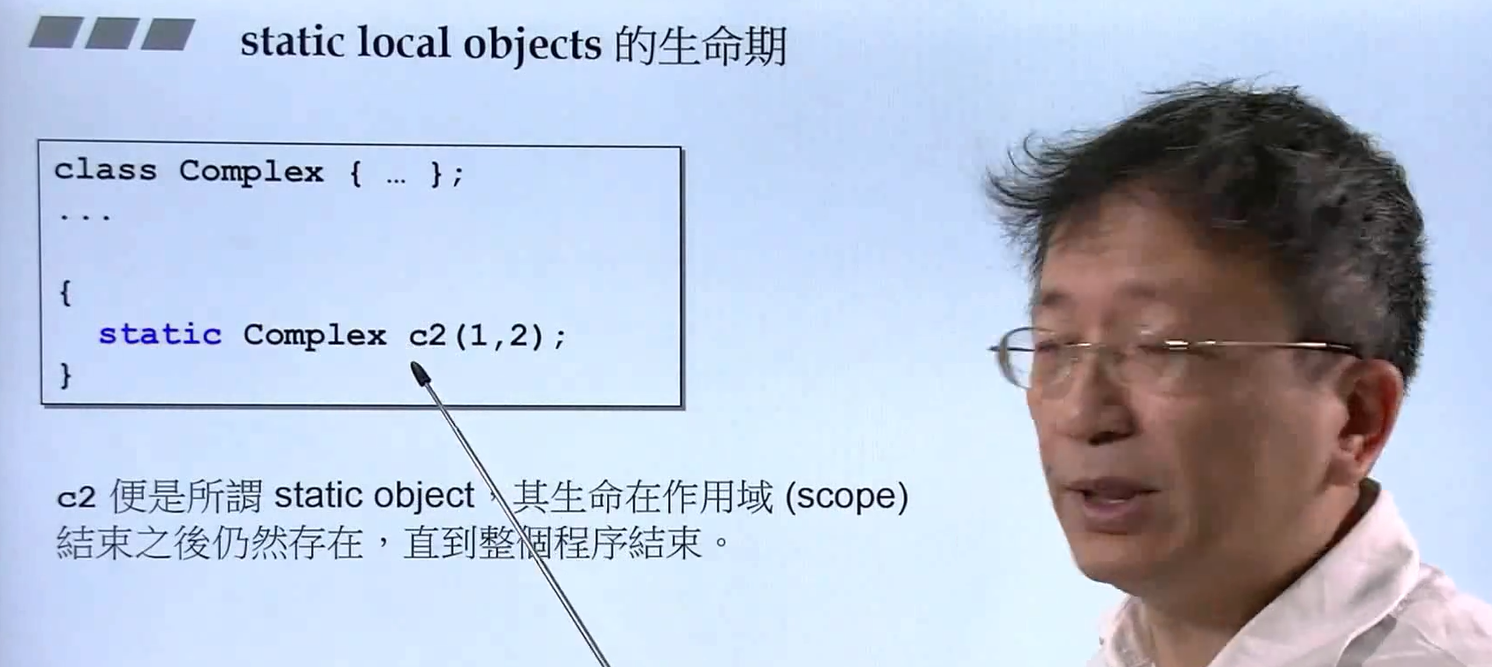 static local objects 的生命期
class Complex { … };
...
{
static Complex c2(1,2);
}
c2 便是所謂 static object，其生命在作用域 (scope)
結束之後仍然存在，直到整個程序結束。